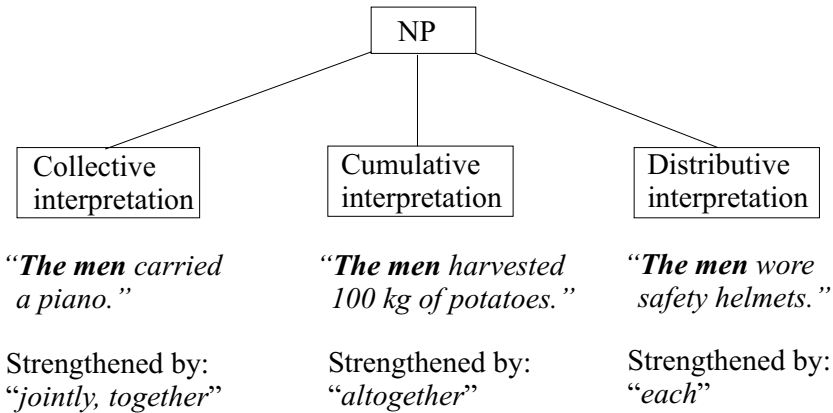 NP
Collective
interpretation
Cumulative
interpretation
Distributive
interpretation
“The men carried
a piano.”
“The men harvested
100 kg of potatoes.”
“The men wore
safety helmets.”
Strengthened by:
“jointly, together”
Strengthened by:
“altogether”
Strengthened by:
“each”